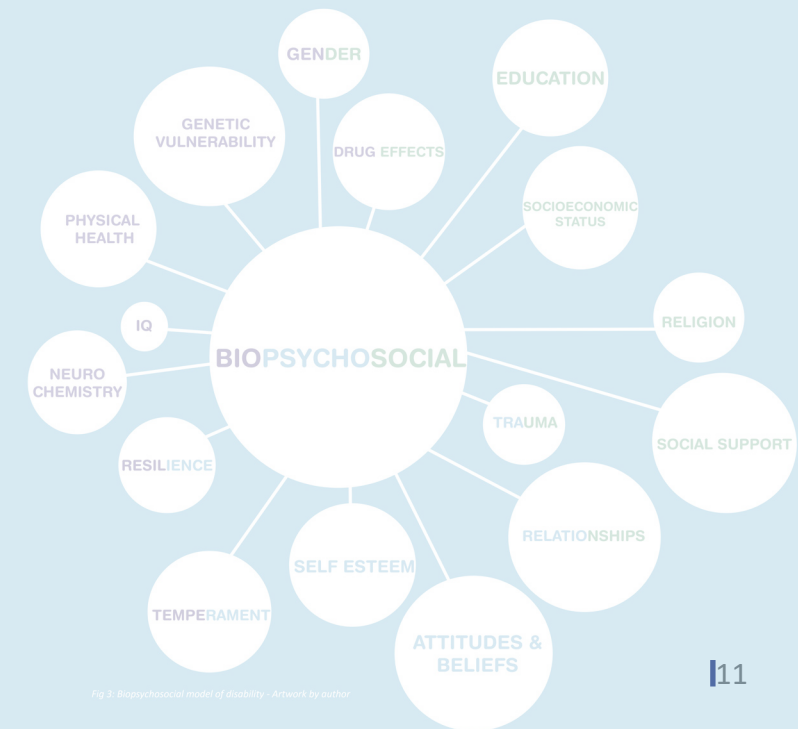 GENDER
EDUCATION
GENETIC
VULNERABILITY
DRUG EFFECTS
SOCIOECONOMIC
STATUS
PHYSICAL
HEALTH
IQ
RELIGION
BIOPSYCHOSOCIAL
NEURO
CHEMISTRY
TRAUMA
SOCIAL SUPPORT
RESILIENCE
RELATIONSHIPS
SELF ESTEEM
TEMPERAMENT
ATTITUDES &
BELIEFS
11
Fig 3: Biopsychosocial model of disability - Artwork by author